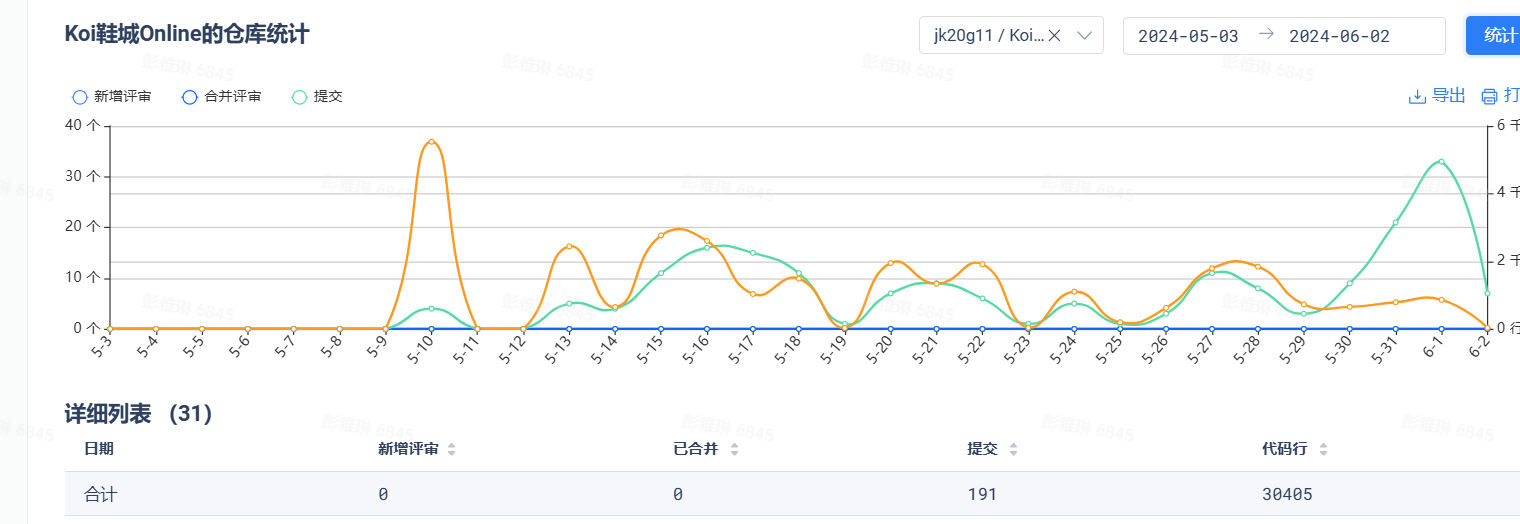 Koi鞋城Online的仓库统计
jk20g11 / Koi...
2024-05-03
2024-06-02
统计
新增评审
合并评审
提交
导出
打
40 个
30 个
20 个
10 个
0 个
6 千
4 千
2 千
0 行
5-3 5-4 5-5 5-6 5-7 5-8 5-9 5-10 5-11 5-12 5-13 5-14 5-15 5-16 5-17 5-18 5-19 5-20 5-21 5-22 5-23 5-24 5-25 5-26 5-27 5-28 5-29 5-30 5-31 6-1 6-2
详细列表 （31）
日期 新增评审 已合并 提交 代码行
合计 0 0 191 30405
彭雅琳 6845